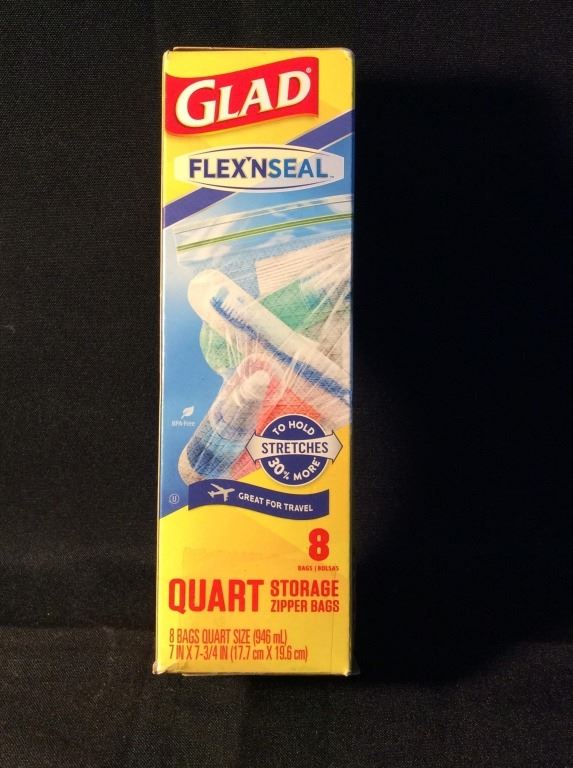 GLAD®
FLEX'NSEAL™
BPA-Free
TO HOLD
STRETCHES
30% MORE*
U
GREAT FOR TRAVEL
8
BAGS | BOLSAS
QUART STORAGE
ZIPPER BAGS
8 BAGS QUART SIZE (946 mL)
7 IN X 7-3/4 IN (17.7 cm X 19.6 cm)